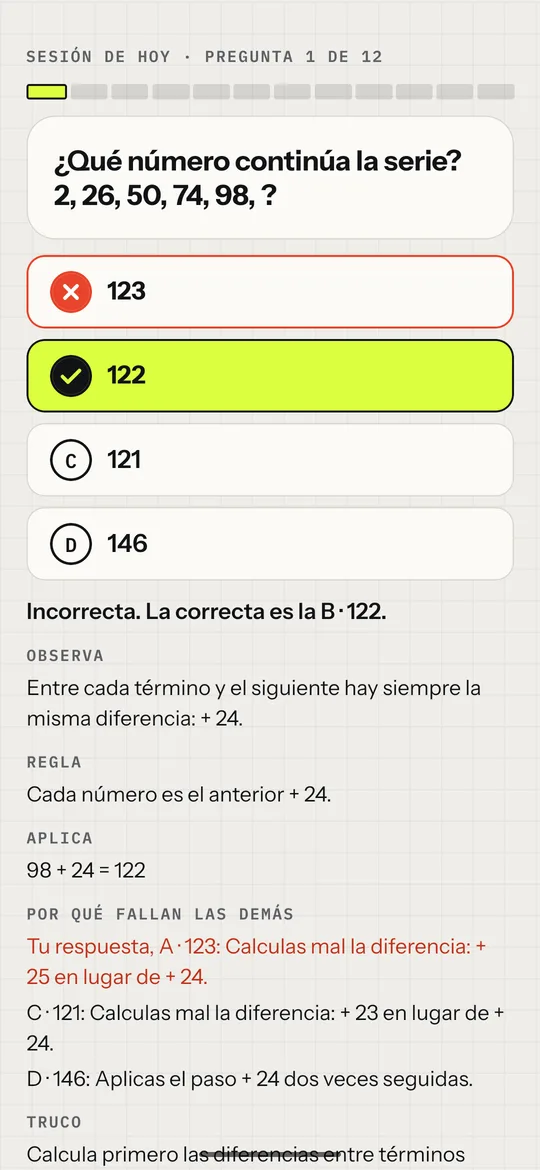 SESIÓN DE HOY · PREGUNTA 1 DE 12
¿Qué número continúa la serie?
2, 26, 50, 74, 98, ?
123
122
C 121
D 146
Incorrecta. La correcta es la B · 122.
OBSERVA
Entre cada término y el siguiente hay siempre la
misma diferencia: + 24.
REGLA
Cada número es el anterior + 24.
APLICA
98 + 24 = 122
POR QUÉ FALLAN LAS DEMÁS
Tu respuesta, A · 123: Calculas mal la diferencia: +
25 en lugar de + 24.
C · 121: Calculas mal la diferencia: + 23 en lugar de +
24.
D · 146: Aplicas el paso + 24 dos veces seguidas.
TRUCO
Calcula primero las diferencias entre términos